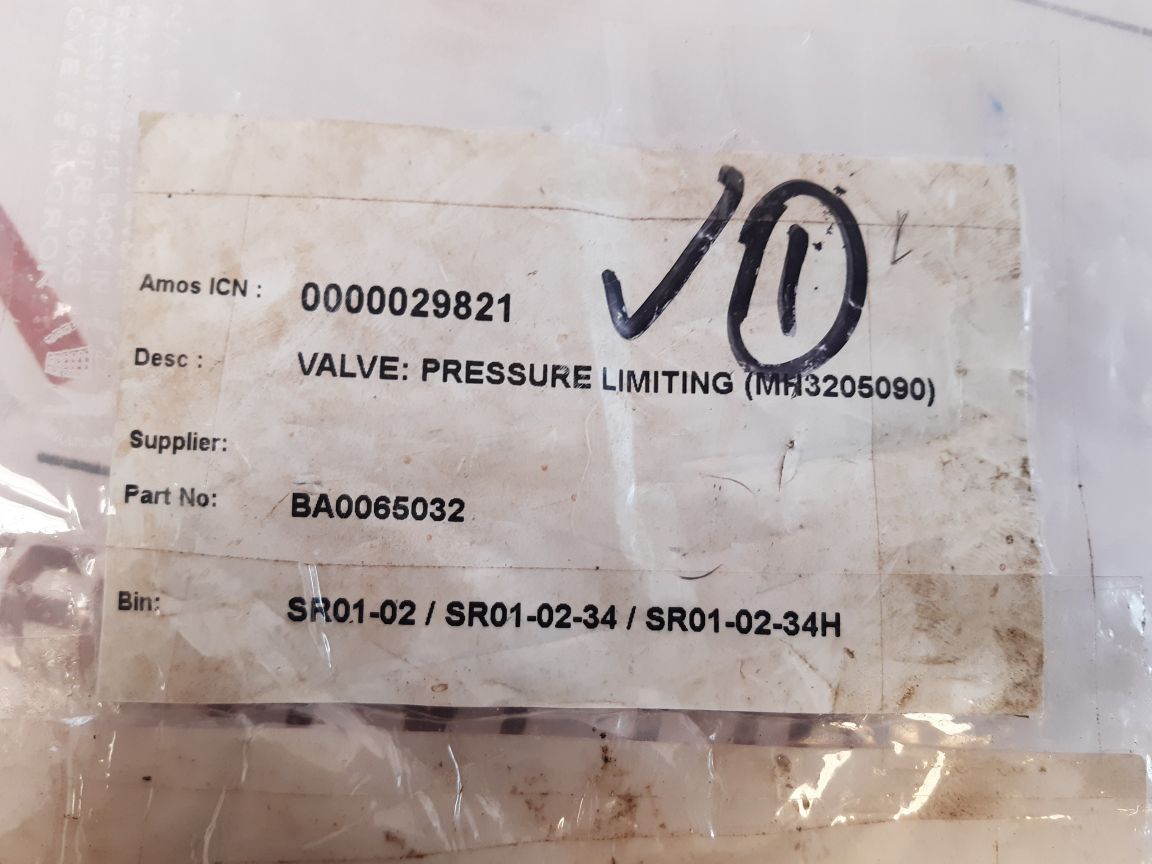 Amos ICN : 0000029821
Desc : VALVE: PRESSURE LIMITING (MH3205090)
Supplier:
Part No: BA0065032
Bin: SR01-02 / SR01-02-34 / SR01-02-34H
✓ ①